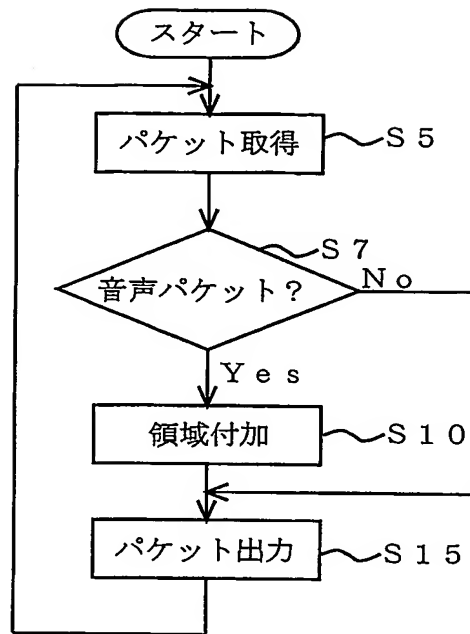 スタート
パケット取得
S5
S7
音声パケット?
No
Yes
領域付加
S10
パケット出力
S15